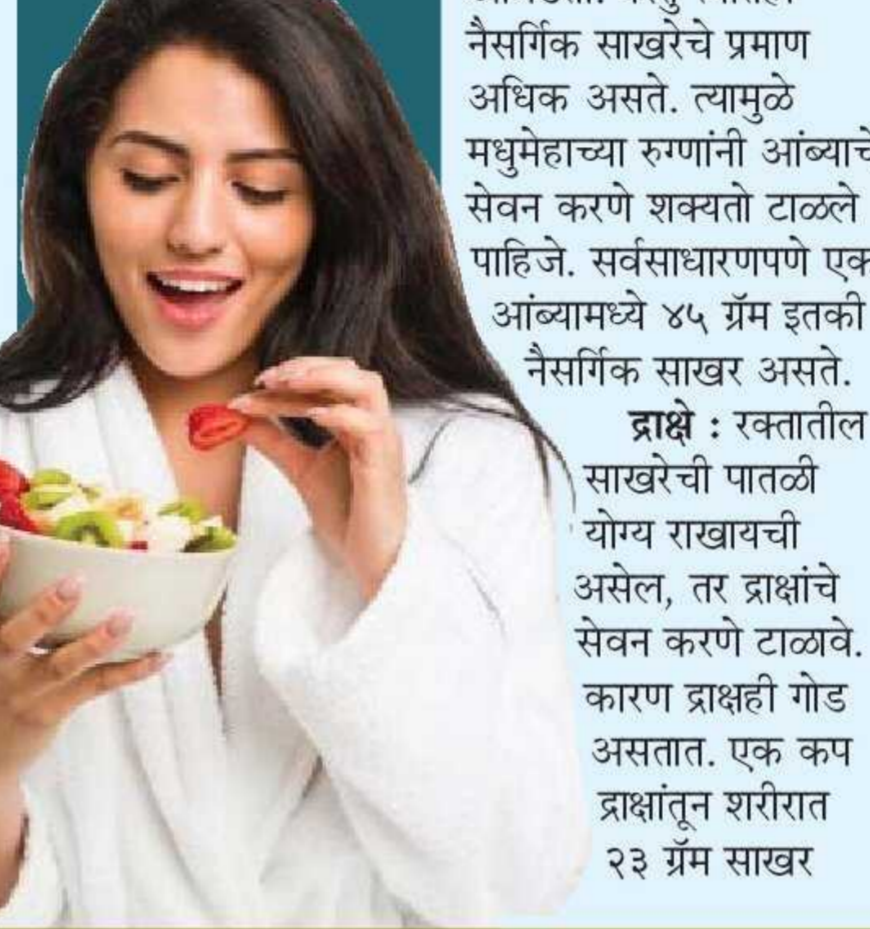 नैसर्गिक साखरेचे प्रमाण
अधिक असते. त्यामुळे
मधुमेहाच्या रुग्णांनी आंब्याचे
सेवन करणे शक्यतो टाळले
पाहिजे. सर्वसाधारणपणे एक
आंब्यामध्ये ४५ ग्रॅम इतकी
नैसर्गिक साखर असते.
द्राक्षे : रक्तातील
साखरेची पातळी
योग्य राखायची
असेल, तर द्राक्षांचे
सेवन करणे टाळावे.
कारण द्राक्षही गोड
असतात. एक कप
द्राक्षांतून शरीरात
२३ ग्रॅम साखर